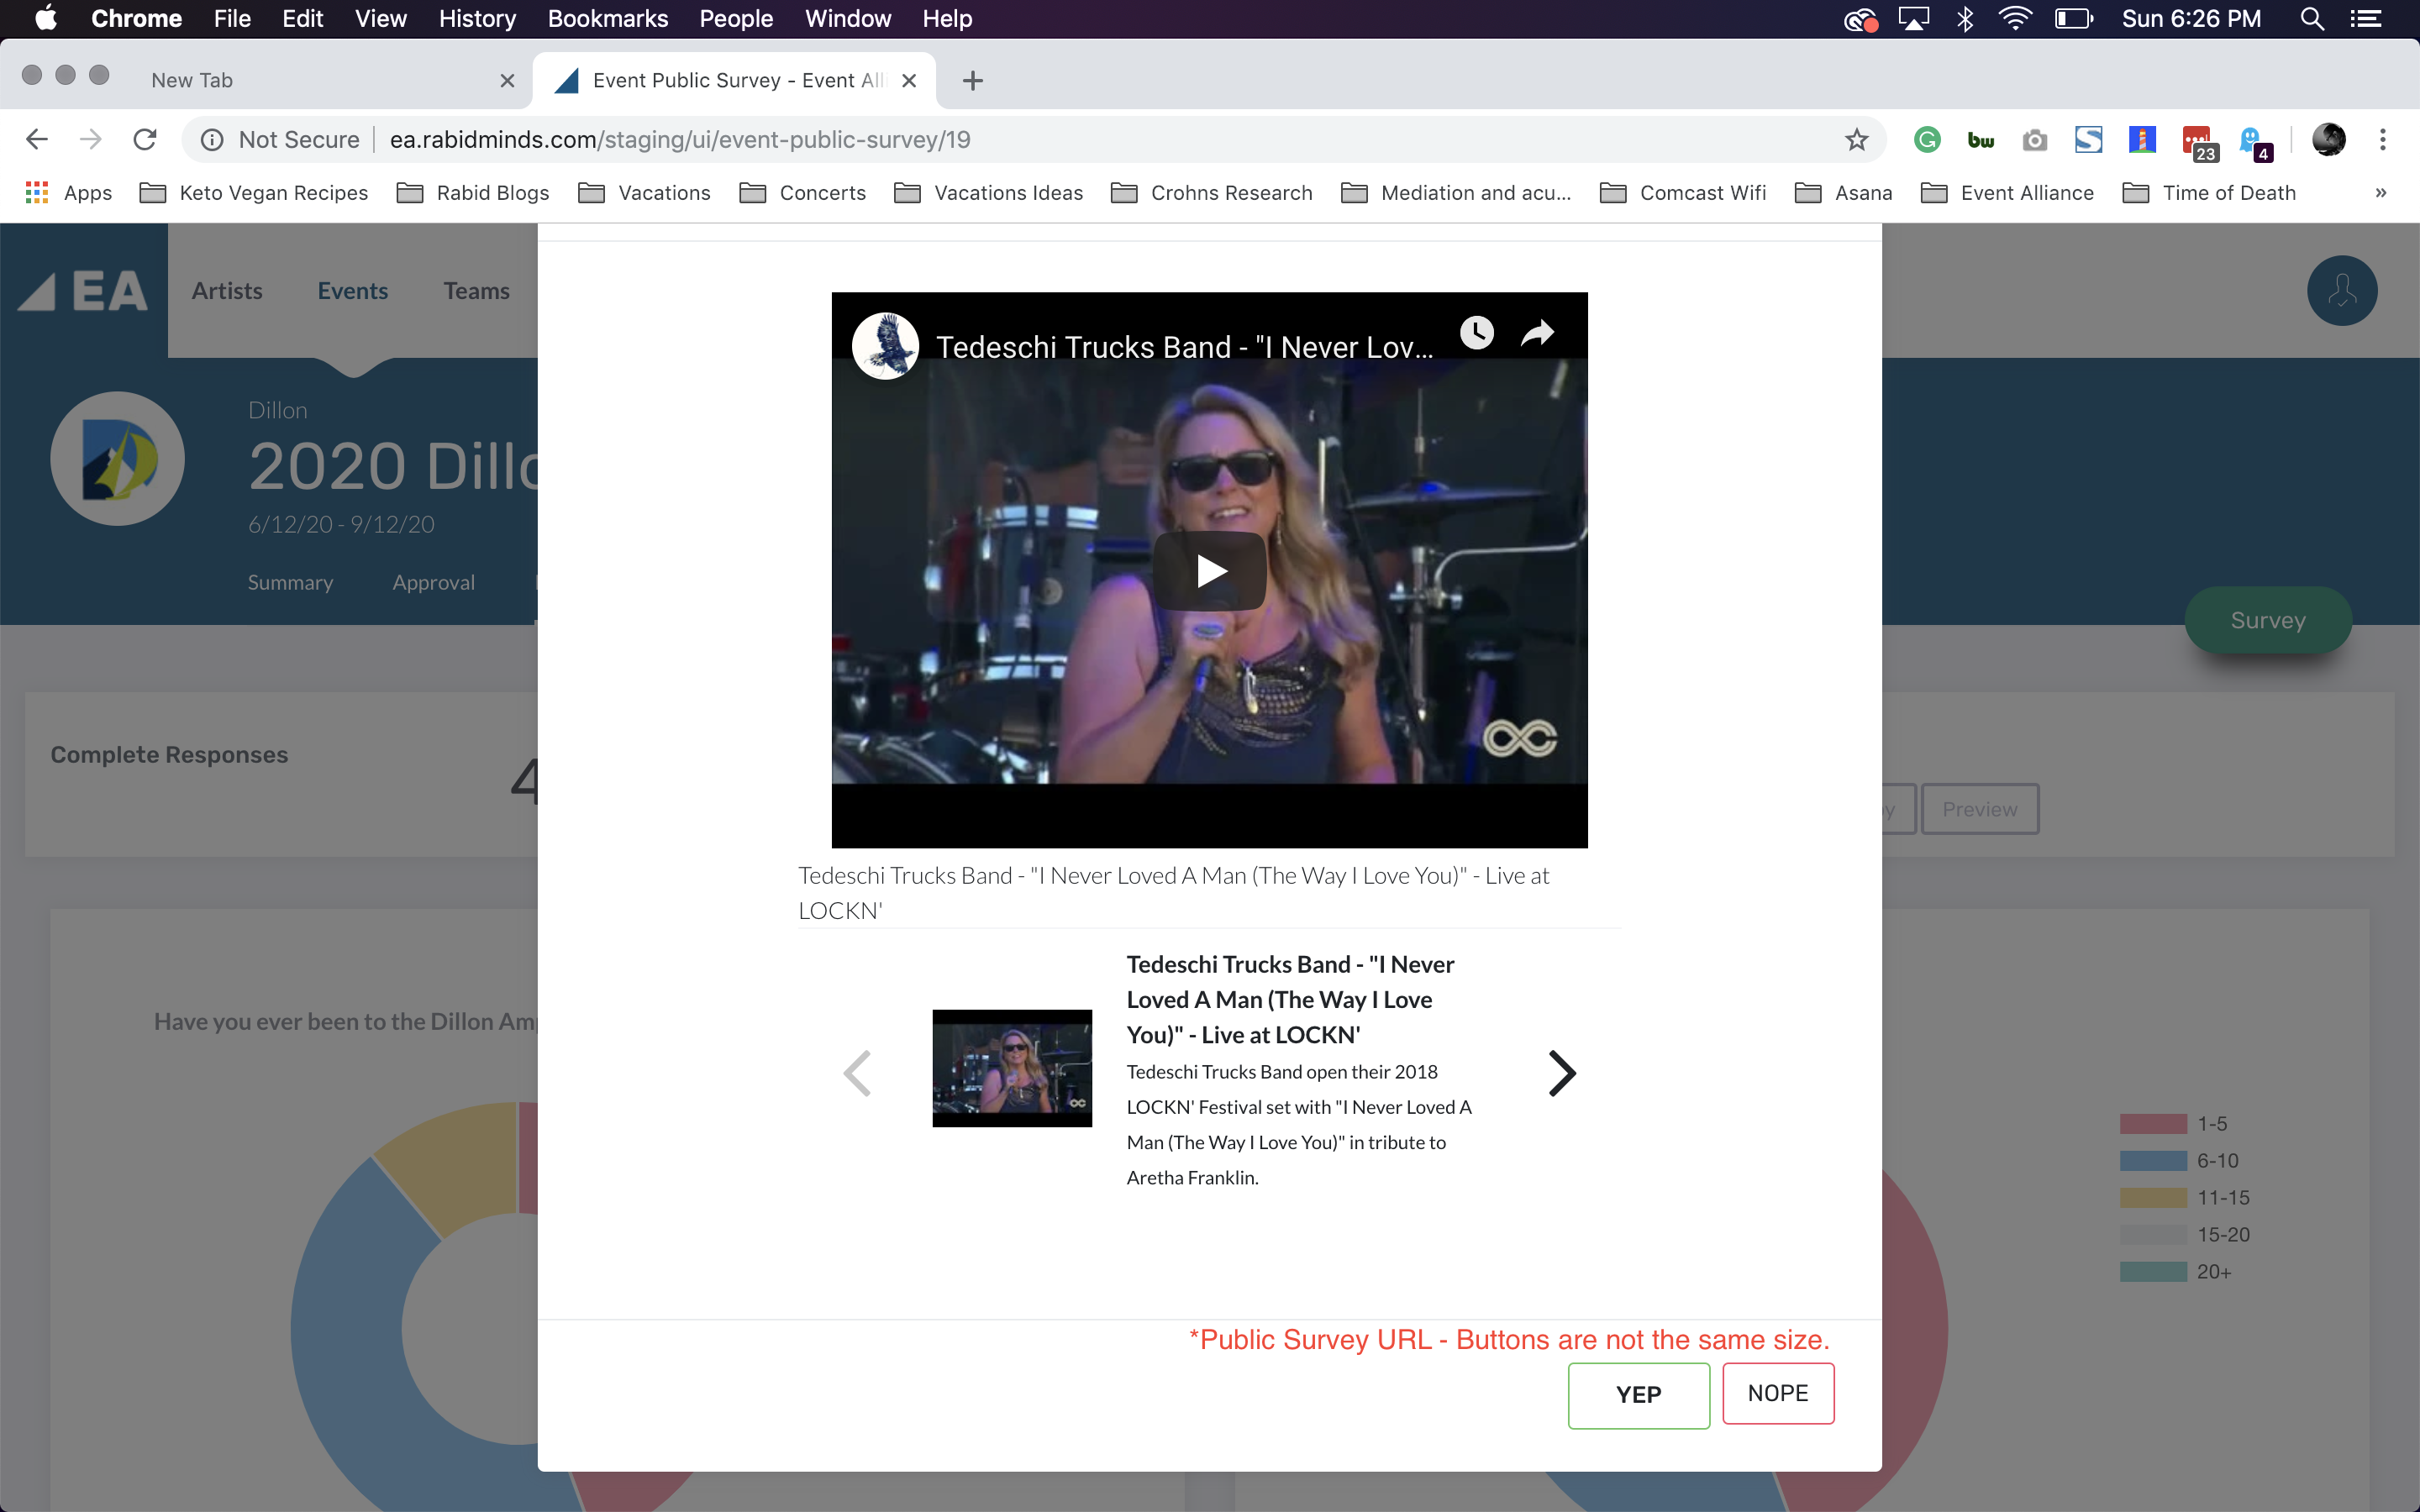 Chrome File Edit View History Bookmarks People Window Help Sun 6:26 PM
New Tab Event Public Survey - Event All
Not Secure ea.rabidminds.com/staging/ui/event-public-survey/19 bw 23 4
Apps Keto Vegan Recipes Rabid Blogs Vacations Concerts Vacations Ideas Crohns Research Mediation and acu... Comcast Wifi Asana Event Alliance Time of Death »
EA Artists Events Teams
Tedeschi Trucks Band - "I Never Lov...
Dillon
2020 Dillo
6/12/20 - 9/12/20
Summary Approval
Survey
Complete Responses
4
Preview
Tedeschi Trucks Band - "I Never Loved A Man (The Way I Love You)" - Live at
LOCKN'
Have you ever been to the Dillon Am
Tedeschi Trucks Band - "I Never
Loved A Man (The Way I Love
You)" - Live at LOCKN'
Tedeschi Trucks Band open their 2018
LOCKN' Festival set with "I Never Loved A
Man (The Way I Love You)" in tribute to
Aretha Franklin.
1-5
6-10
11-15
15-20
20+
*Public Survey URL - Buttons are not the same size.
YEP NOPE